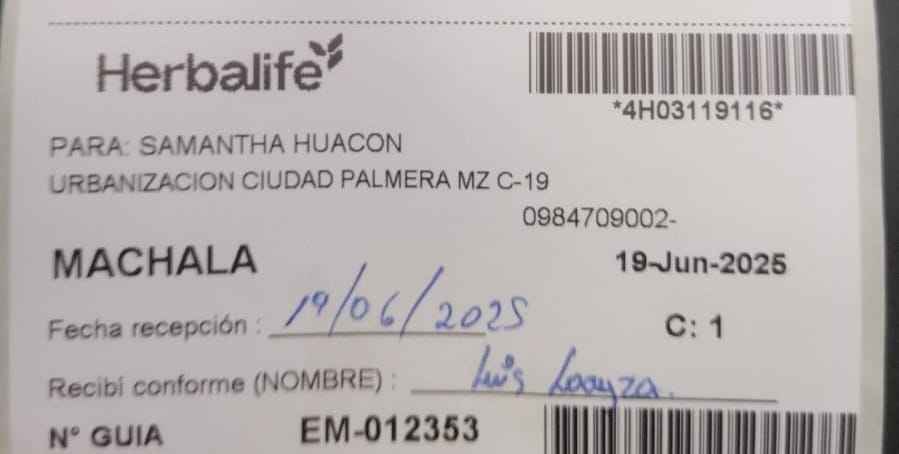 Herbalife
*4H03119116*
PARA: SAMANTHA HUACON
URBANIZACION CIUDAD PALMERA MZ C-19
0984709002-
MACHALA
19-Jun-2025
Fecha recepción : 19/06/2025
C: 1
Recibí conforme (NOMBRE) : Luis Loayza.
N° GUIA EM-012353